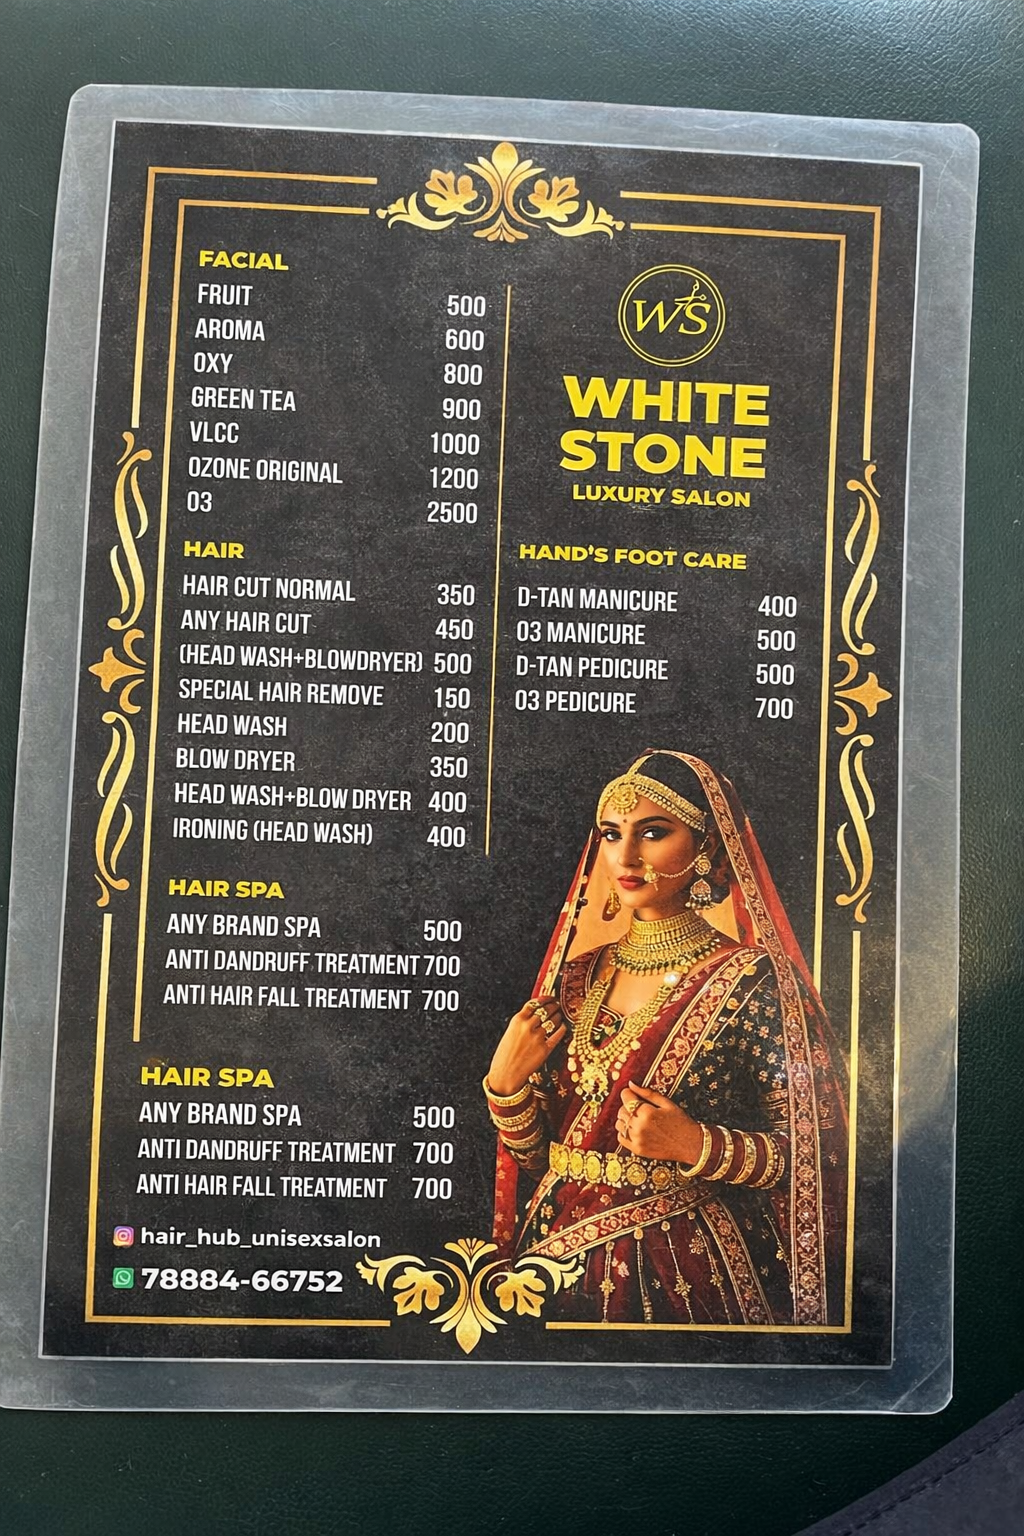 FACIAL
FRUIT 500
AROMA 600
OXY 800
GREEN TEA 900
VLCC 1000
OZONE ORIGINAL 1200
O3 2500
HAIR
HAIR CUT NORMAL 350
ANY HAIR CUT 450
(HEAD WASH+BLOWDRYER) 500
SPECIAL HAIR REMOVE 150
HEAD WASH 200
BLOW DRYER 350
HEAD WASH+BLOW DRYER 400
IRONING (HEAD WASH) 400
HAIR SPA
ANY BRAND SPA 500
ANTI DANDRUFF TREATMENT 700
ANTI HAIR FALL TREATMENT 700
HAIR SPA
ANY BRAND SPA 500
ANTI DANDRUFF TREATMENT 700
ANTI HAIR FALL TREATMENT 700
hair_hub_unisexsalon
78884-66752
WS
WHITE
STONE
LUXURY SALON
HAND'S FOOT CARE
D-TAN MANICURE 400
O3 MANICURE 500
D-TAN PEDICURE 500
O3 PEDICURE 700